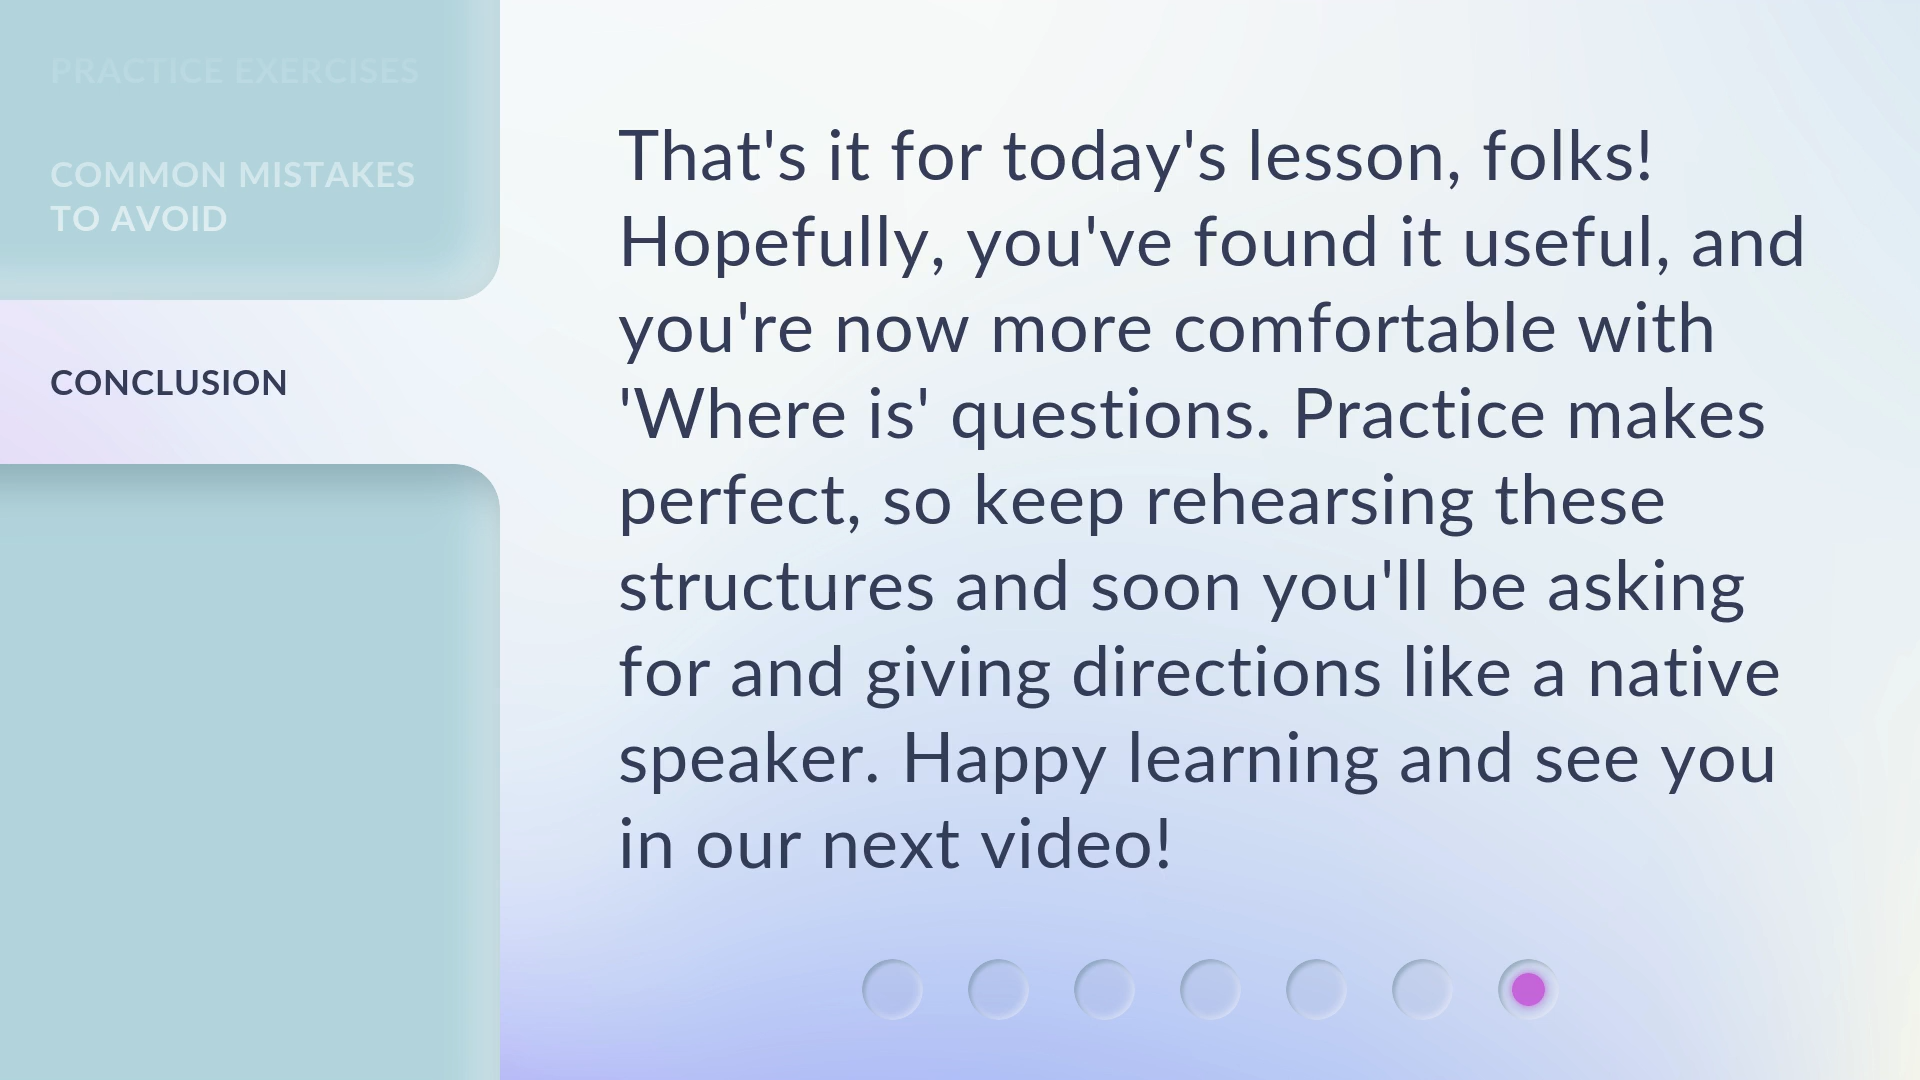 PRACTICE EXERCISES
COMMON MISTAKES
TO AVOID
CONCLUSION
That's it for today's lesson, folks!
Hopefully, you've found it useful, and
you're now more comfortable with
'Where is' questions. Practice makes
perfect, so keep rehearsing these
structures and soon you'll be asking
for and giving directions like a native
speaker. Happy learning and see you
in our next video!